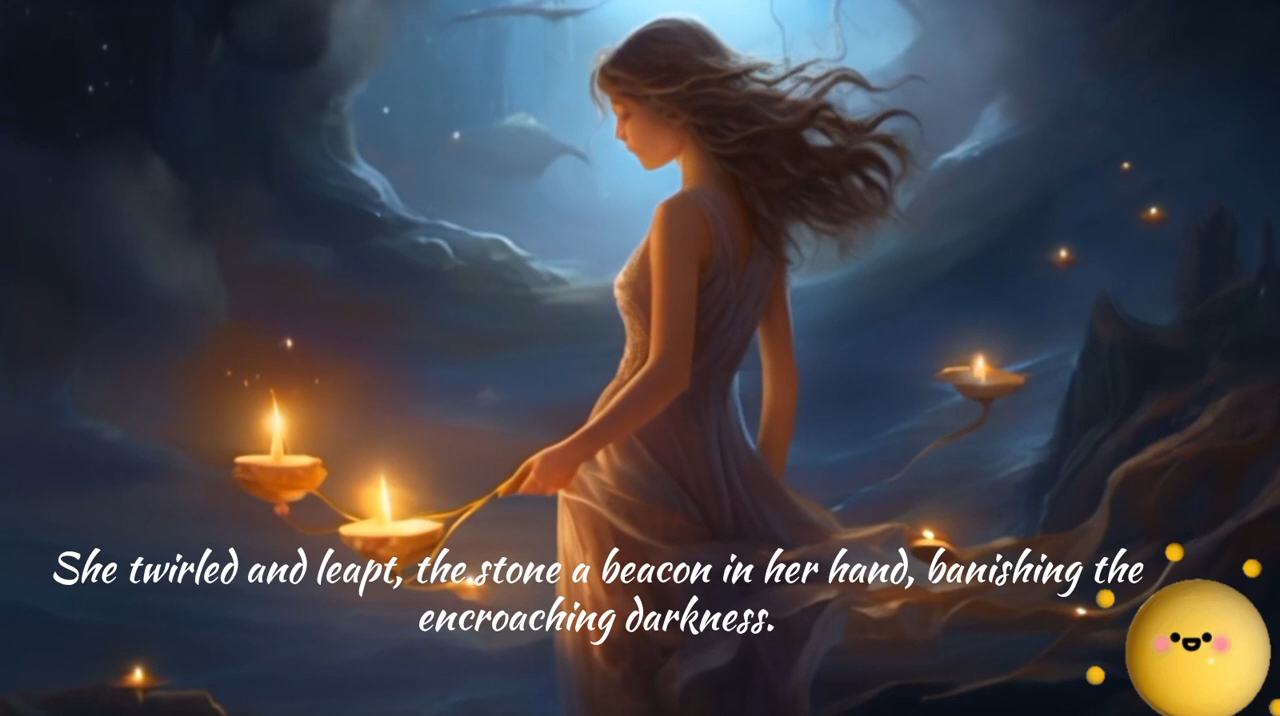 She twirled and leapt, the stone a beacon in her hand, banishing the
encroaching darkness.